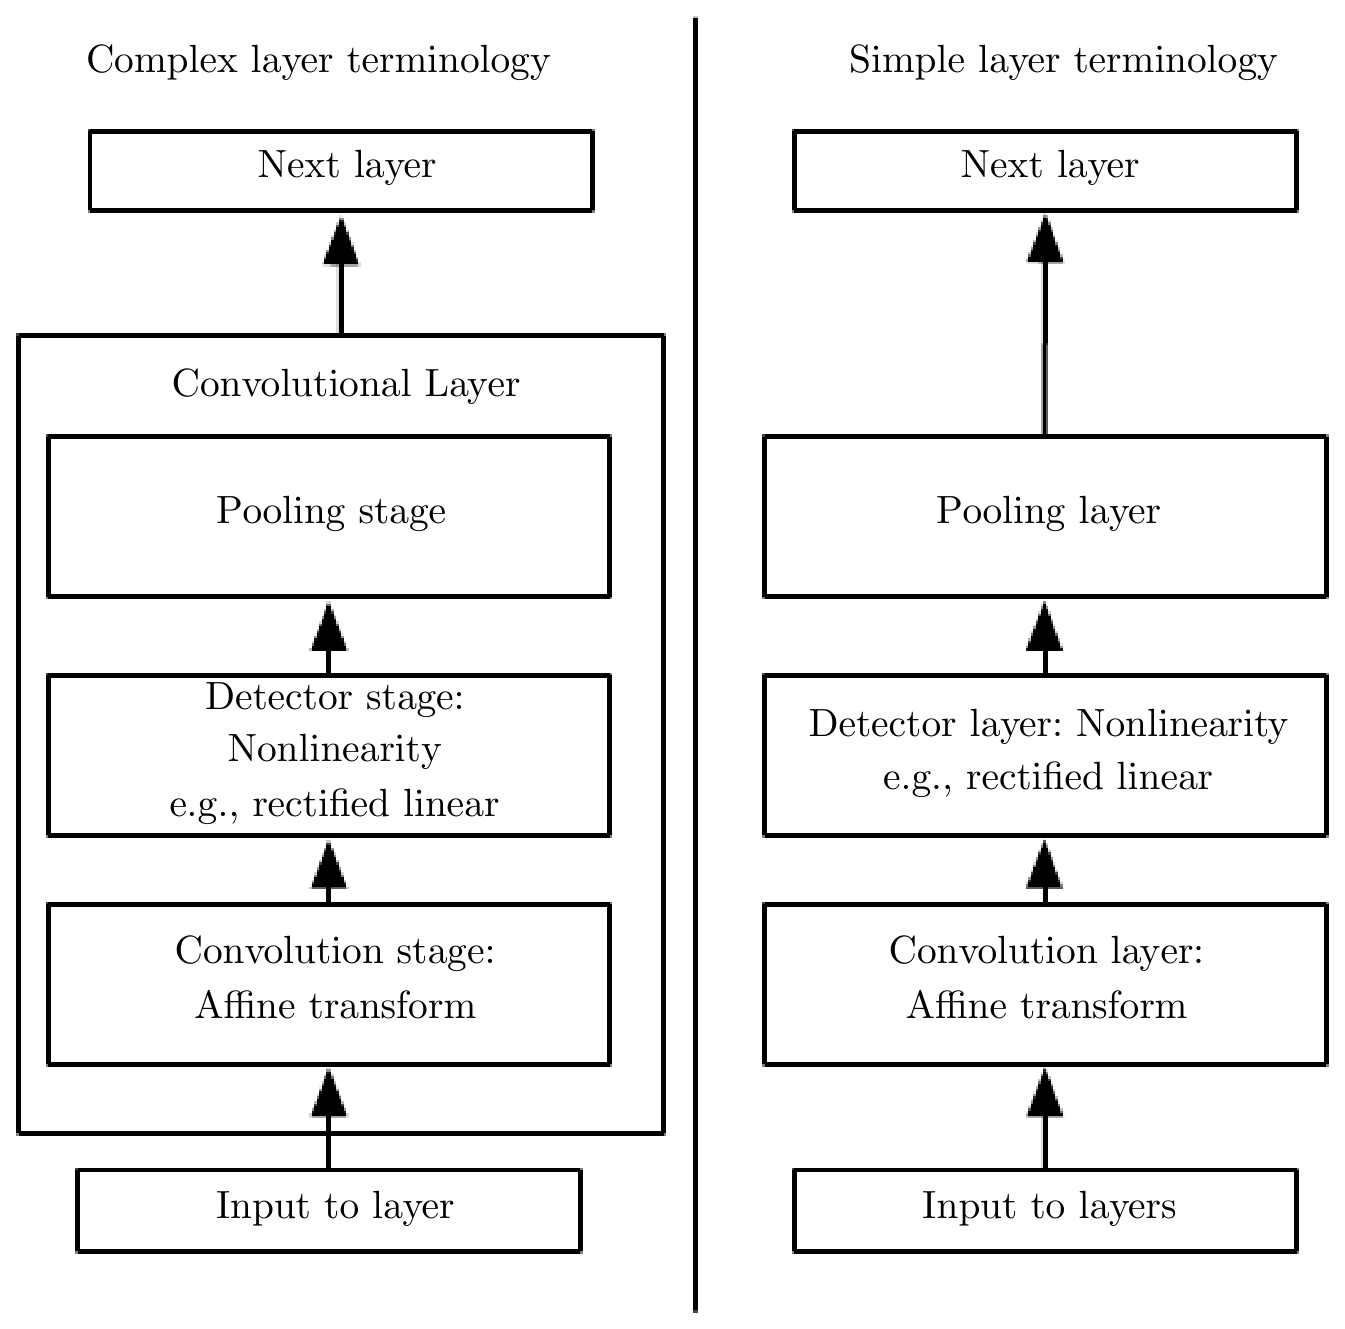 Complex layer terminology
Next layer
Convolutional Layer
Pooling stage
Detector stage:
Nonlinearity
e.g., rectified linear
Convolution stage:
Affine transform
Input to layer
Simple layer terminology
Next layer
Pooling layer
Detector layer: Nonlinearity
e.g., rectified linear
Convolution layer:
Affine transform
Input to layers